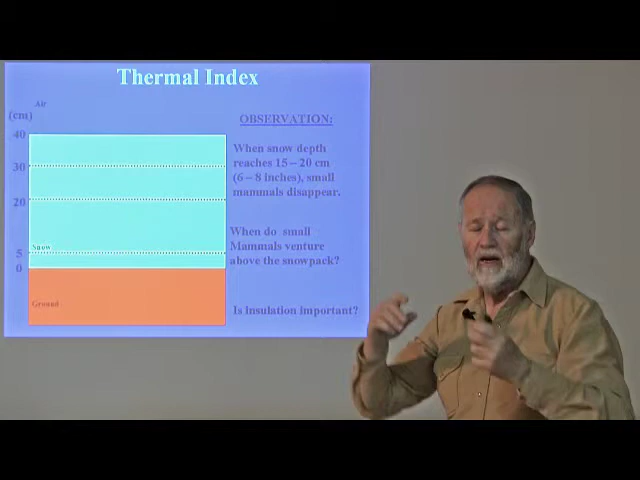 Thermal Index
Air
(cm)
40
30
20
Snow
5
0
Ground
OBSERVATION:
When snow depth
reaches 15 – 20 cm
(6 – 8 inches), small
mammals disappear.
When do small
Mammals venture
above the snowpack?
Is insulation important?